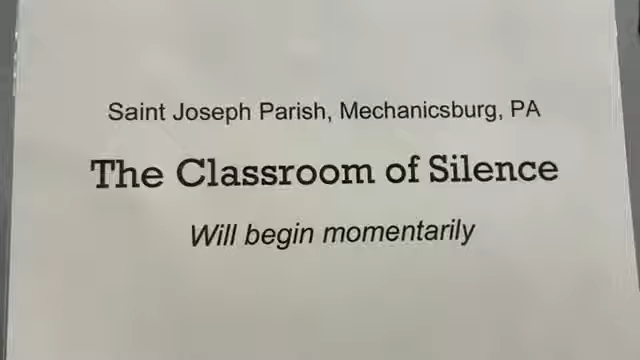 Saint Joseph Parish, Mechanicsburg, PA
The Classroom of Silence
Will begin momentarily